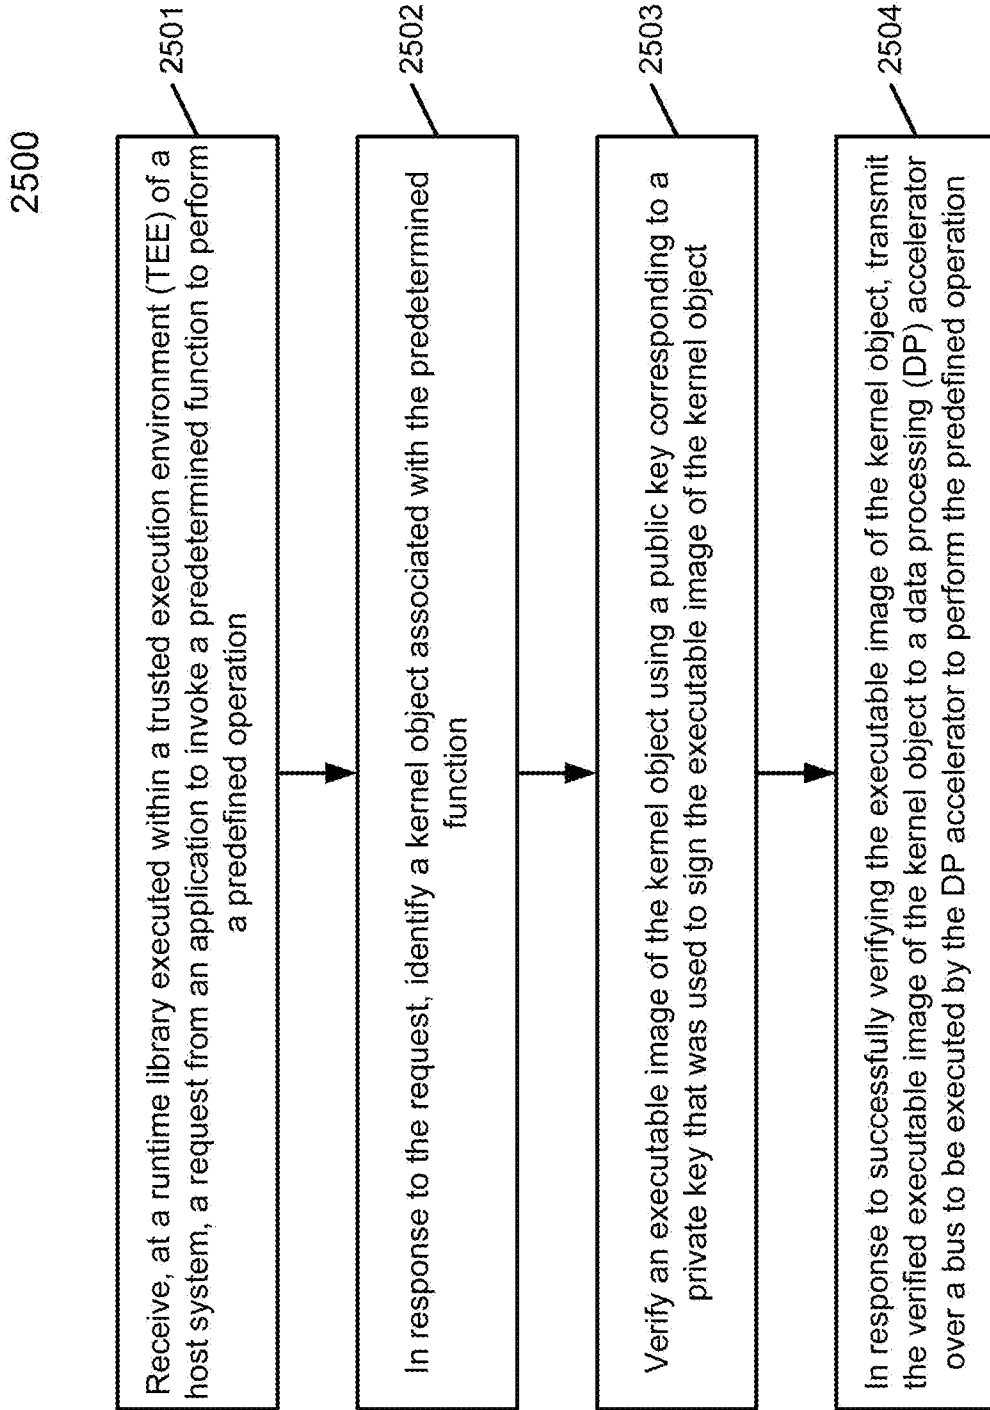 2500
Receive, at a runtime library executed within a trusted execution environment (TEE) of a
host system, a request from an application to invoke a predetermined function to perform
a predefined operation
2501
In response to the request, identify a kernel object associated with the predetermined
function
2502
Verify an executable image of the kernel object using a public key corresponding to a
private key that was used to sign the executable image of the kernel object
2503
In response to successfully verifying the executable image of the kernel object, transmit
the verified executable image of the kernel object to a data processing (DP) accelerator
over a bus to be executed by the DP accelerator to perform the predefined operation
2504